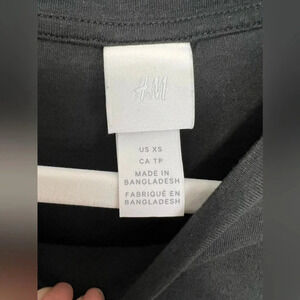 H&M
US XS
CA TP
MADE IN
BANGLADESH
FABRIQUÉ EN
BANGLADESH